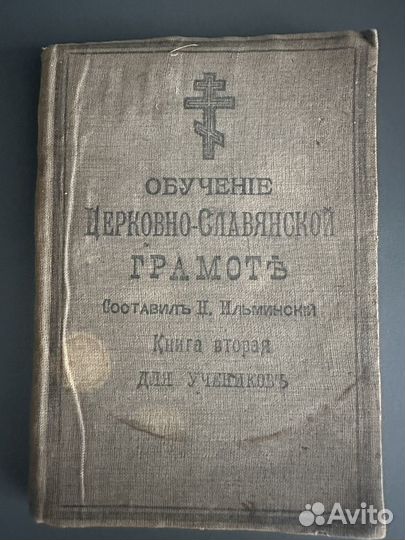 ОБУЧЕНІЕ
ЦЕРКОВНО-СЛАВЯНСКОЙ
ГРАМОТѢ
СОСТАВИЛЪ Н. ИЛЬМИНСКІЙ
КНИГА ВТОРАЯ
ДЛЯ УЧЕНИКОВЪ
Avito